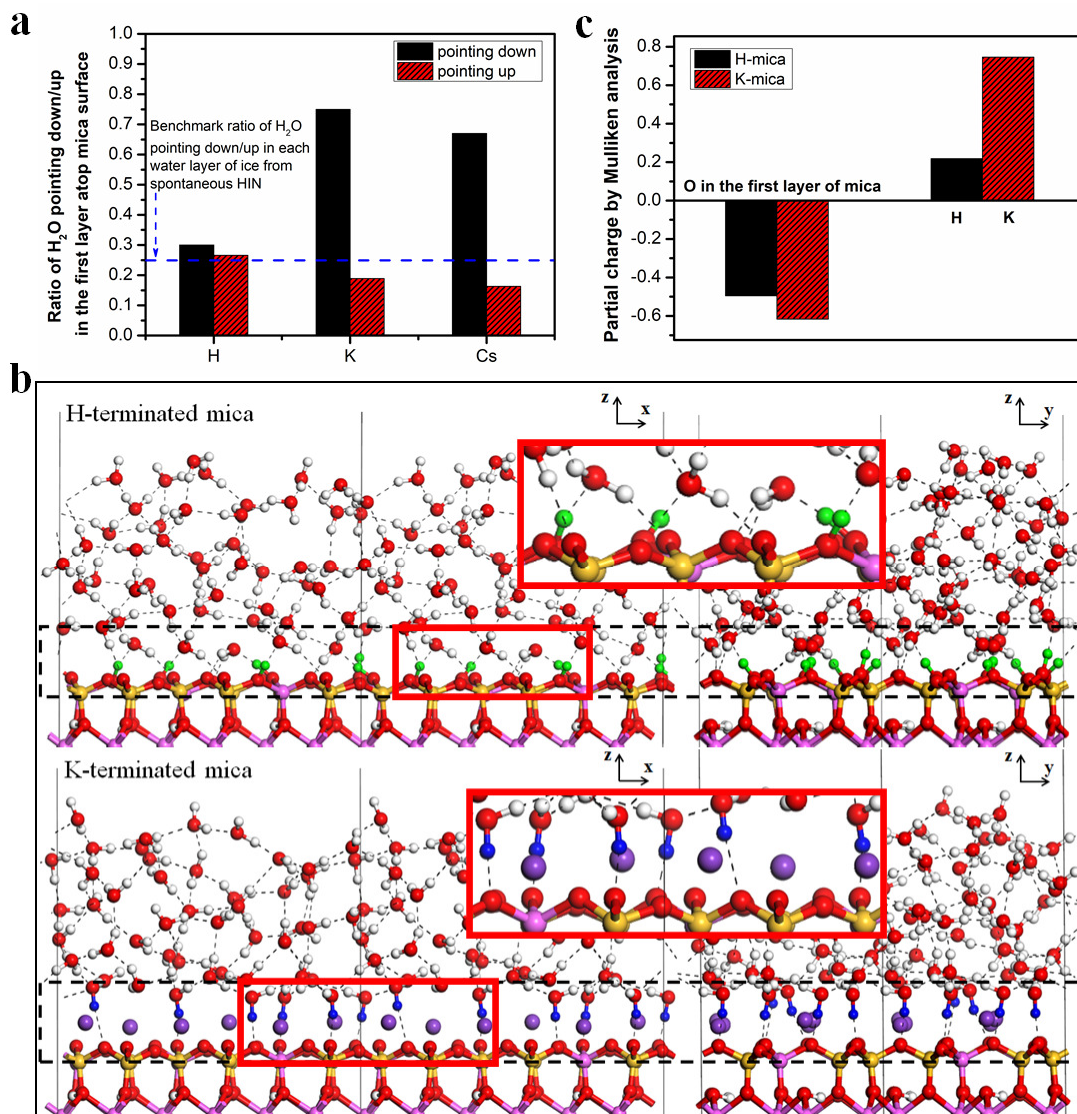 a
Ratio of H2O pointing down/up
in the first layer atop mica surface
1.0
0.9
0.8
0.7
0.6
0.5
0.4
0.3
0.2
0.1
0.0
pointing down
pointing up
Benchmark ratio of H2O
pointing down/up in each
water layer of ice from
spontaneous HIN
H
K
Cs
c
Partial charge by Mulliken analysis
0.8
0.6
0.4
0.2
0.0
-0.2
-0.4
-0.6
H-mica
K-mica
O in the first layer of mica
H
K
b
H-terminated mica
z
x
z
y
K-terminated mica
z
x
z
y